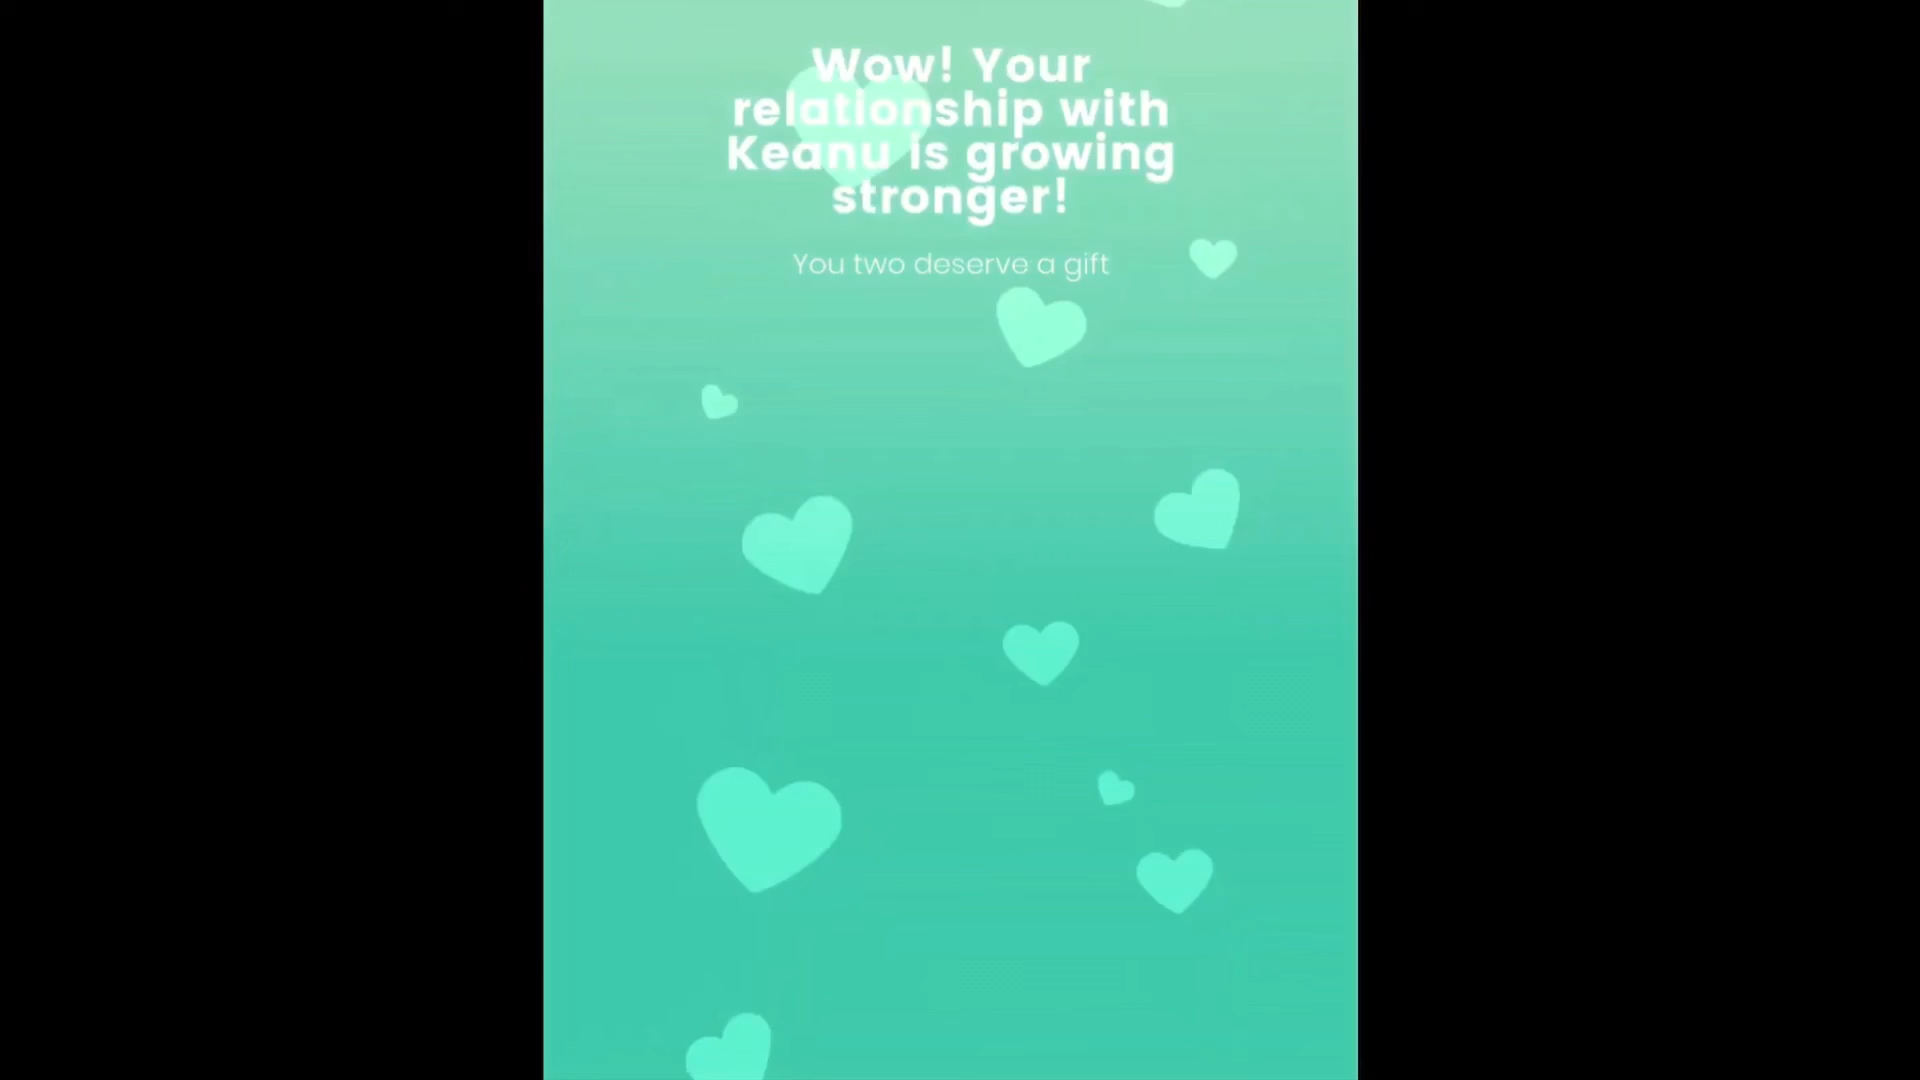 Wow! Your
relationship with
Keanu is growing
stronger!
You two deserve a gift